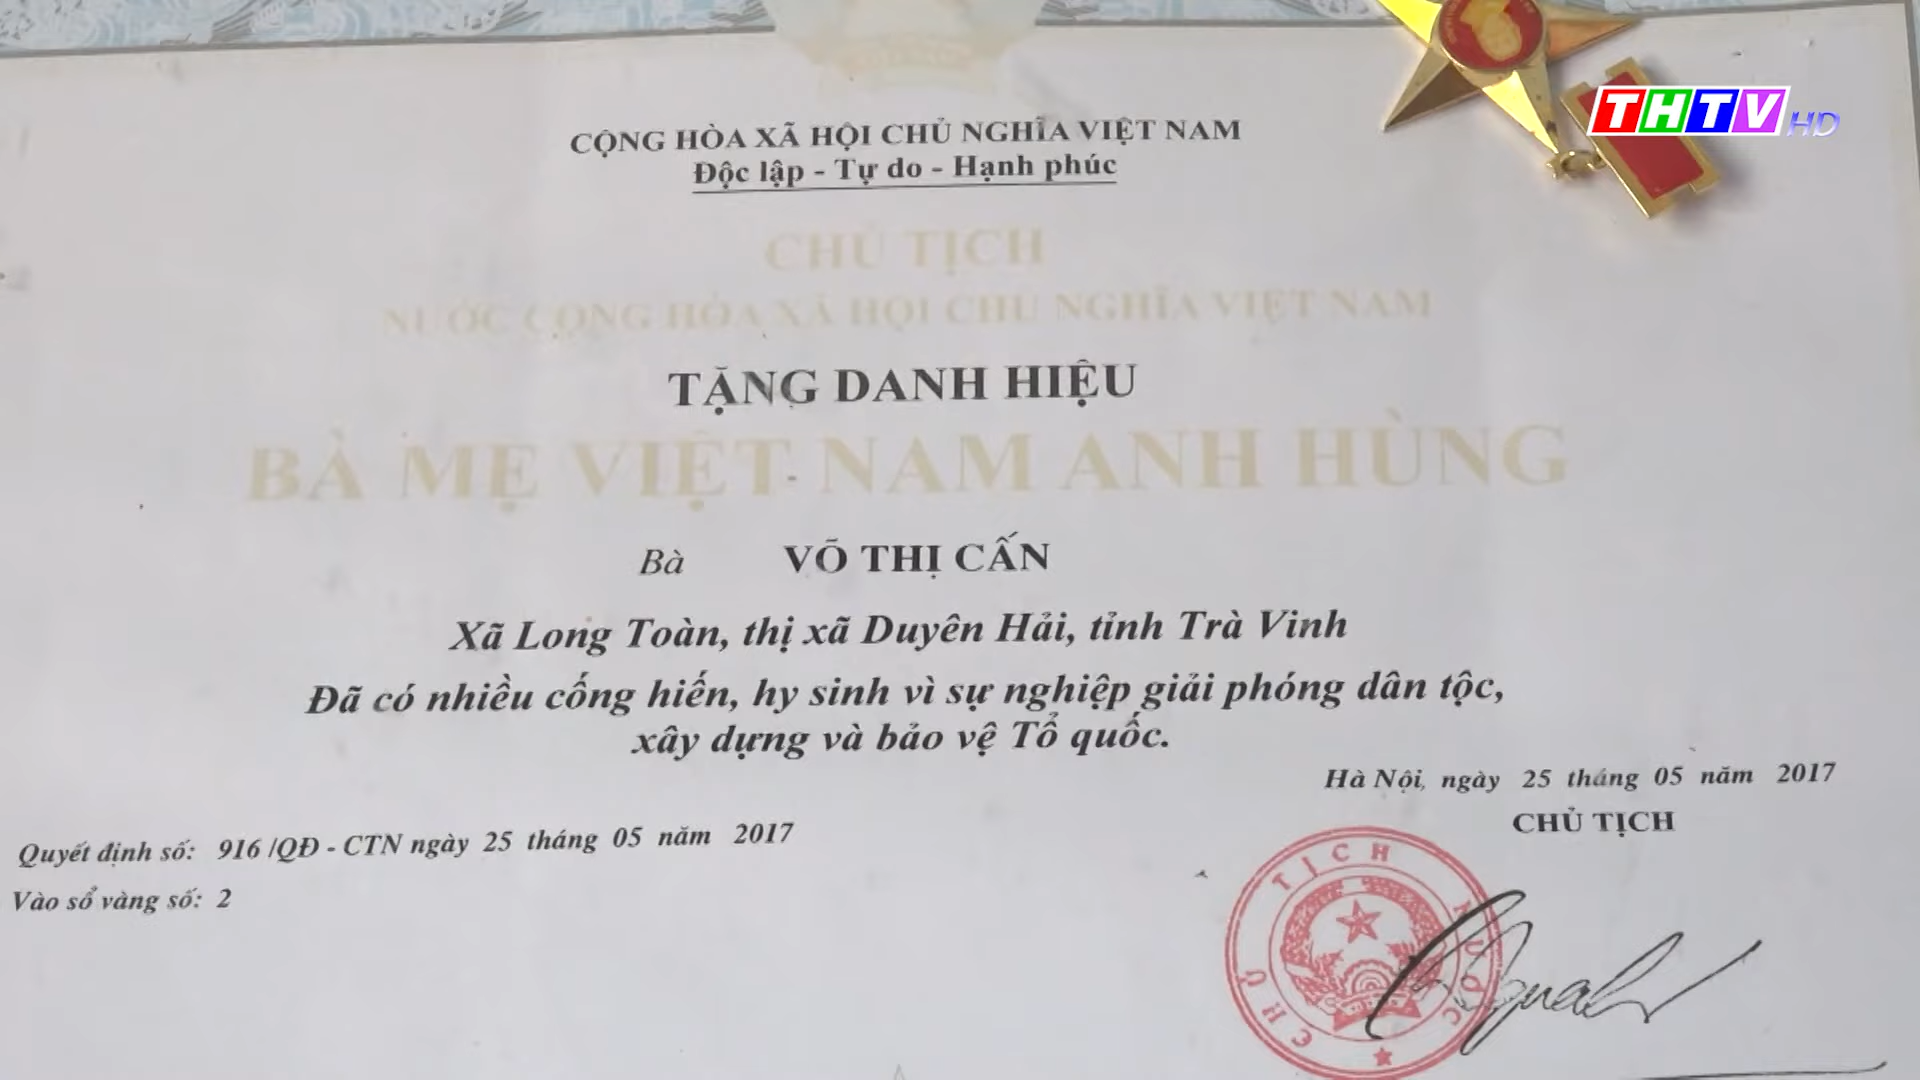 THTV HD
CỘNG HÒA XÃ HỘI CHỦ NGHĨA VIỆT NAM
Độc lập - Tự do - Hạnh phúc
CHỦ TỊCH
NƯỚC CỘNG HÒA XÃ HỘI CHỦ NGHĨA VIỆT NAM
TẶNG DANH HIỆU
BÀ MẸ VIỆT NAM ANH HÙNG
Bà VÕ THỊ CẤN
Xã Long Toàn, thị xã Duyên Hải, tỉnh Trà Vinh
Đã có nhiều cống hiến, hy sinh vì sự nghiệp giải phóng dân tộc,
xây dựng và bảo vệ Tổ quốc.
Hà Nội, ngày 25 tháng 05 năm 2017
CHỦ TỊCH
Quyết định số: 916 /QĐ - CTN ngày 25 tháng 05 năm 2017
Vào sổ vàng số: 2
CHỦ TỊCH NƯỚC